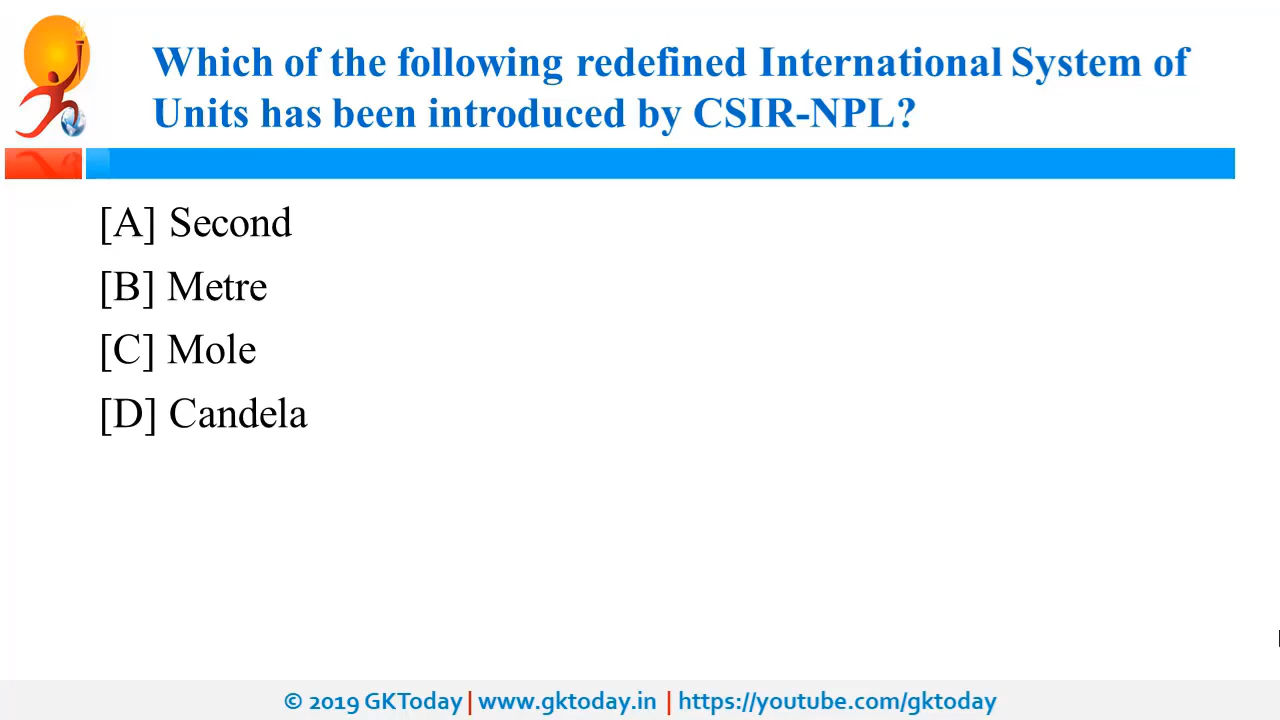 Which of the following redefined International System of
Units has been introduced by CSIR-NPL?
[A] Second
[B] Metre
[C] Mole
[D] Candela
© 2019 GKToday | www.gktoday.in | https://youtube.com/gktoday